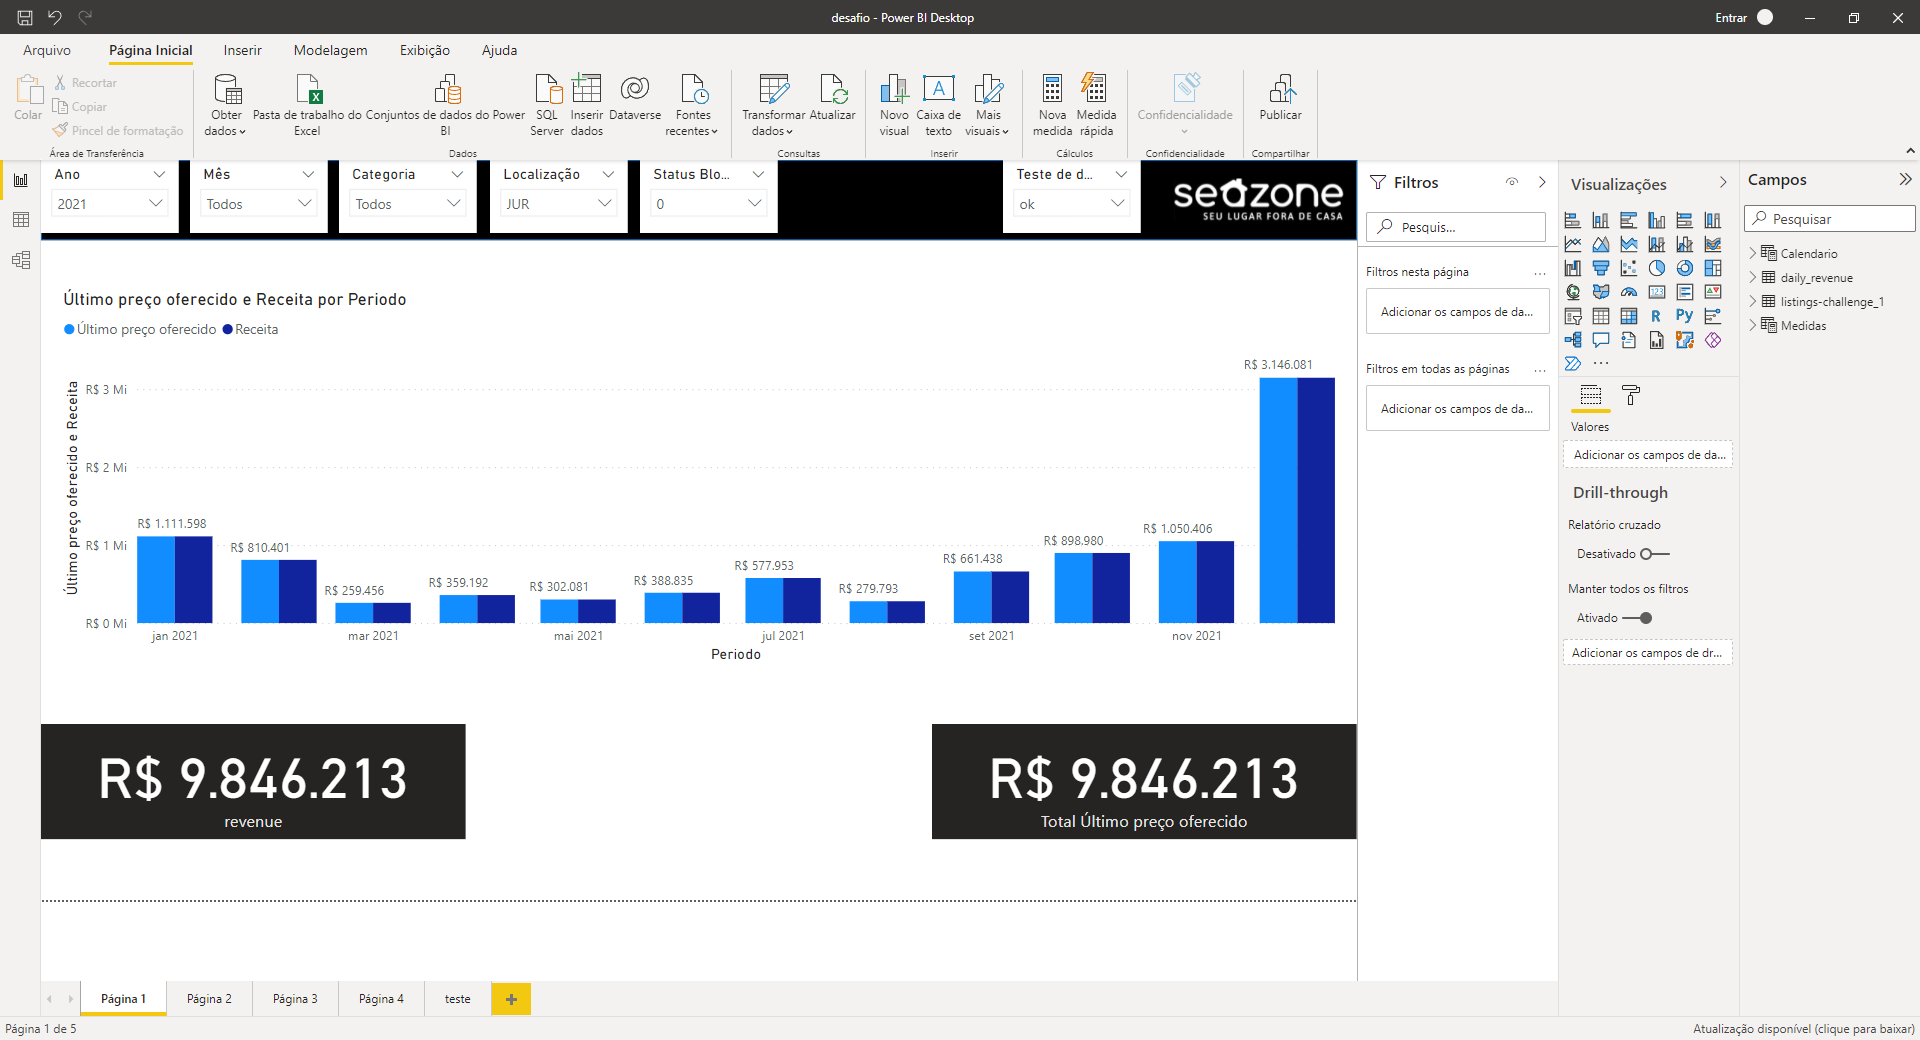 desafio - Power BI Desktop
Entrar
Arquivo
Página Inicial
Inserir
Modelagem
Exibição
Ajuda
Colar
Recortar
Copiar
Pincel de formatação
Área de Transferência
Obter dados
Pasta de trabalho do Excel
Conjuntos de dados do Power BI
SQL Server
Inserir dados
Dataverse
Fontes recentes
Dados
Transformar dados
Atualizar
Consultas
Novo visual
Caixa de texto
Mais visuais
Inserir
Nova medida
Medida rápida
Cálculos
Confidencialidade
Confidencialidade
Publicar
Compartilhar
Ano
2021
Mês
Todos
Categoria
Todos
Localização
JUR
Status Blo...
0
Teste de d...
ok
seazone
SEU LUGAR FORA DE CASA
Último preço oferecido e Receita por Periodo
Último preço oferecido
Receita
Último preço oferecido e Receita
R$ 3 Mi
R$ 2 Mi
R$ 1 Mi
R$ 0 Mi
R$ 1.111.598
R$ 810.401
R$ 259.456
R$ 359.192
R$ 302.081
R$ 388.835
R$ 577.953
R$ 279.793
R$ 661.438
R$ 898.980
R$ 1.050.406
R$ 3.146.081
jan 2021
mar 2021
mai 2021
jul 2021
set 2021
nov 2021
Periodo
R$ 9.846.213
revenue
R$ 9.846.213
Total Último preço oferecido
Filtros
Pesquis...
Filtros nesta página
...
Adicionar os campos de da...
Filtros em todas as páginas
...
Adicionar os campos de da...
Visualizações
123
R
Py
...
Valores
Adicionar os campos de da...
Drill-through
Relatório cruzado
Desativado
Manter todos os filtros
Ativado
Adicionar os campos de dr...
Campos
Pesquisar
Calendario
daily_revenue
listings-challenge_1
Medidas
Página 1
Página 2
Página 3
Página 4
teste
+
Página 1 de 5
Atualização disponível (clique para baixar)